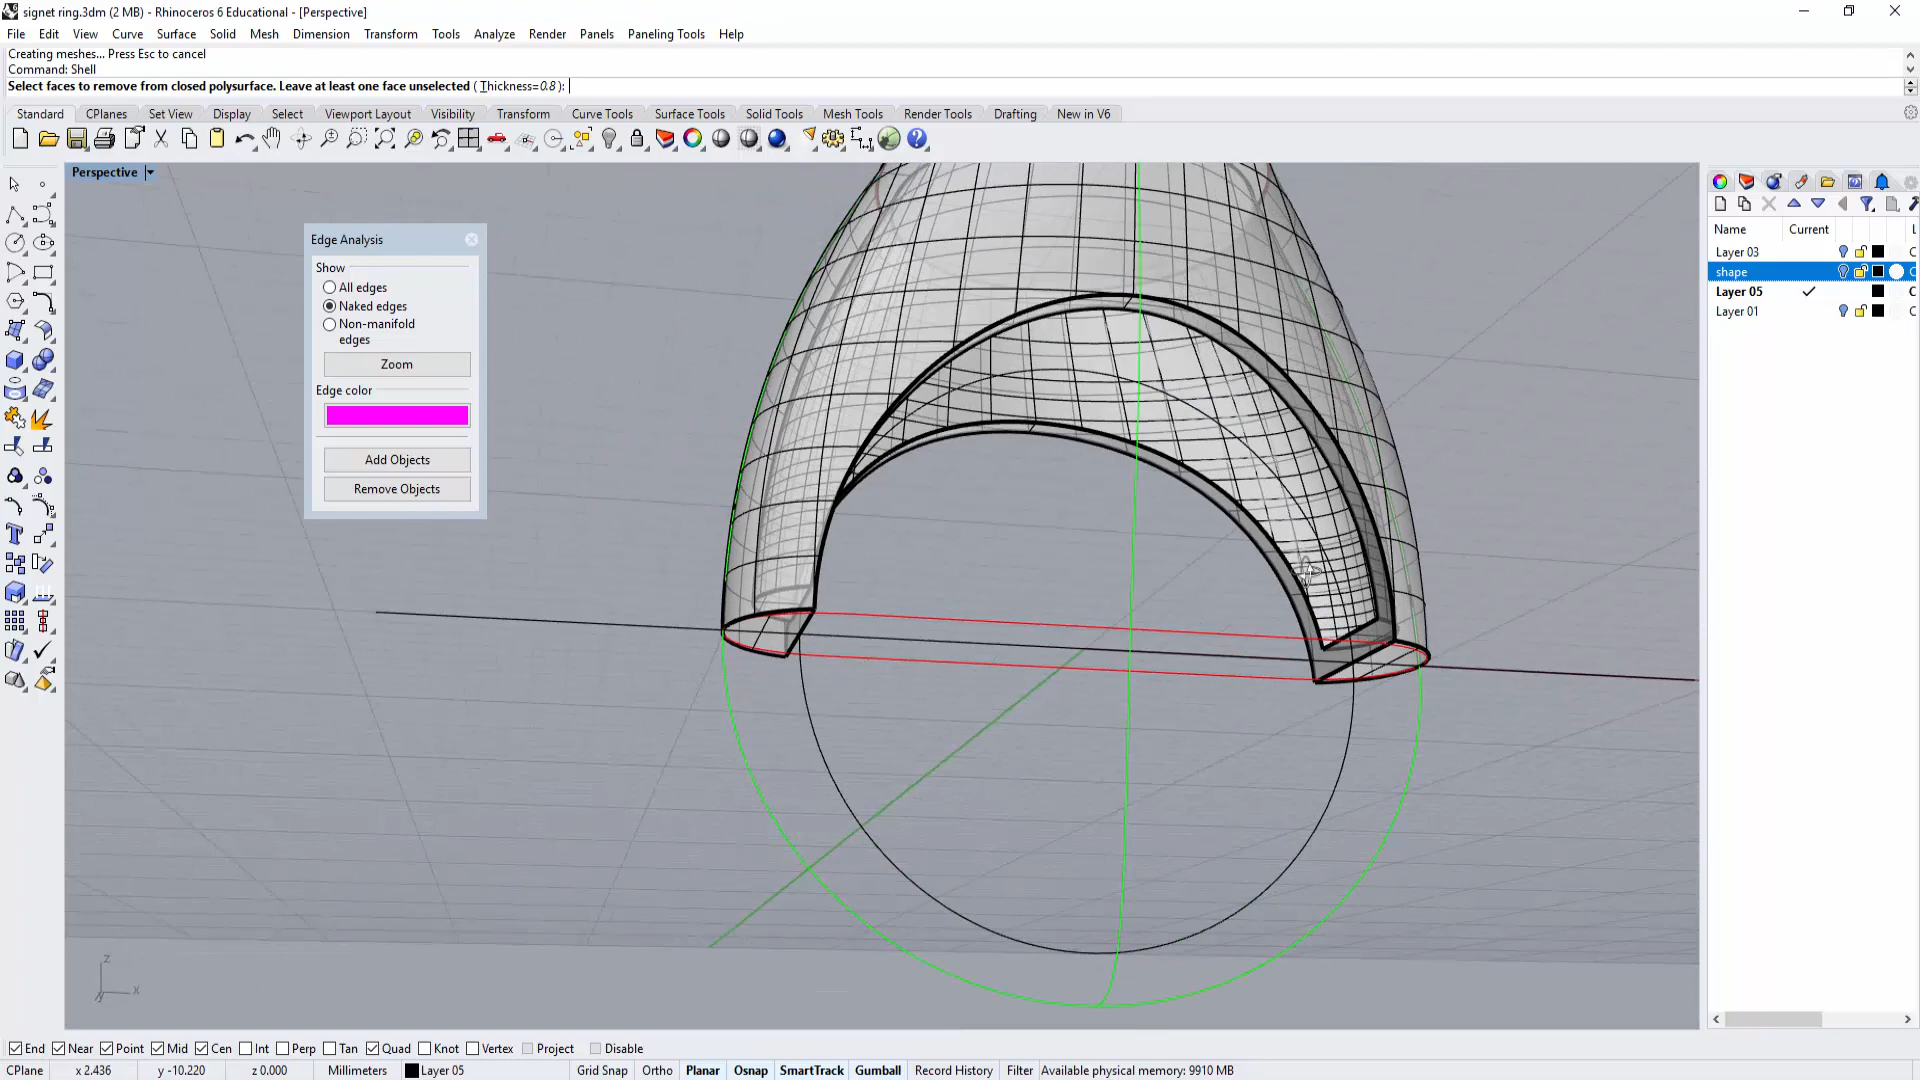 signet ring.3dm (2 MB) - Rhinoceros 6 Educational - [Perspective]
File Edit View Curve Surface Solid Mesh Dimension Transform Tools Analyze Render Panels Paneling Tools Help
Creating meshes... Press Esc to cancel
Command: Shell
Select faces to remove from closed polysurface. Leave at least one face unselected ( Thickness=0.8 ):
Standard CPlanes Set View Display Select Viewport Layout Visibility Transform Curve Tools Surface Tools Solid Tools Mesh Tools Render Tools Drafting New in V6
Perspective
Edge Analysis
Show
All edges
Naked edges
Non-manifold
edges
Zoom
Edge color
Add Objects
Remove Objects
Name Current L
Layer 03 C
shape C
Layer 05 C
Layer 01 C
z
x
y
End Near Point Mid Cen Int Perp Tan Quad Knot Vertex Project Disable
CPlane x 2.436 y -10.220 z 0.000 Millimeters Layer 05 Grid Snap Ortho Planar Osnap SmartTrack Gumball Record History Filter Available physical memory: 9910 MB